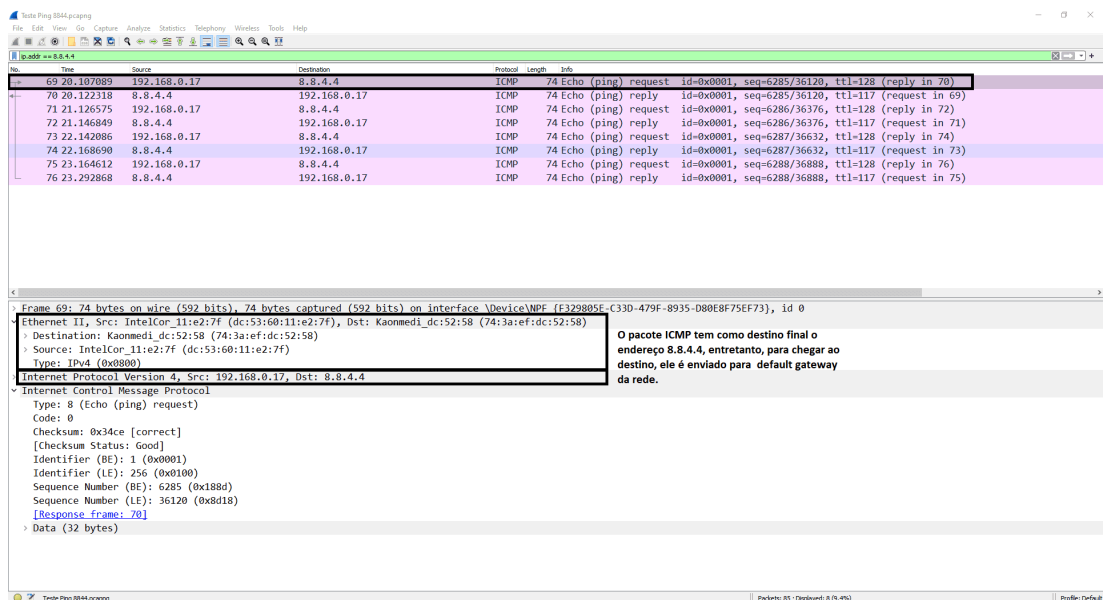 Teste Ping 8844.pcapng
File Edit View Go Capture Analyze Statistics Telephony Wireless Tools Help
ip.addr == 8.8.4.4
No. Time Source Destination Protocol Length Info
69 20.107089 192.168.0.17 8.8.4.4 ICMP 74 Echo (ping) request id=0x0001, seq=6285/36120, ttl=128 (reply in 70)
70 20.122318 8.8.4.4 192.168.0.17 ICMP 74 Echo (ping) reply id=0x0001, seq=6285/36120, ttl=117 (request in 69)
71 21.126575 192.168.0.17 8.8.4.4 ICMP 74 Echo (ping) request id=0x0001, seq=6286/36376, ttl=128 (reply in 72)
72 21.146849 8.8.4.4 192.168.0.17 ICMP 74 Echo (ping) reply id=0x0001, seq=6286/36376, ttl=117 (request in 71)
73 22.142086 192.168.0.17 8.8.4.4 ICMP 74 Echo (ping) request id=0x0001, seq=6287/36632, ttl=128 (reply in 74)
74 22.168690 8.8.4.4 192.168.0.17 ICMP 74 Echo (ping) reply id=0x0001, seq=6287/36632, ttl=117 (request in 73)
75 23.164612 192.168.0.17 8.8.4.4 ICMP 74 Echo (ping) request id=0x0001, seq=6288/36888, ttl=128 (reply in 76)
76 23.292868 8.8.4.4 192.168.0.17 ICMP 74 Echo (ping) reply id=0x0001, seq=6288/36888, ttl=117 (request in 75)
Frame 69: 74 bytes on wire (592 bits), 74 bytes captured (592 bits) on interface \Device\NPF_{F329805E-C33D-479F-8935-D80E8F75EF73}, id 0
Ethernet II, Src: IntelCor_11:e2:7f (dc:53:60:11:e2:7f), Dst: Kaonmedi_dc:52:58 (74:3a:ef:dc:52:58)
Destination: Kaonmedi_dc:52:58 (74:3a:ef:dc:52:58)
Source: IntelCor_11:e2:7f (dc:53:60:11:e2:7f)
Type: IPv4 (0x0800)
Internet Protocol Version 4, Src: 192.168.0.17, Dst: 8.8.4.4
Internet Control Message Protocol
Type: 8 (Echo (ping) request)
Code: 0
Checksum: 0x34ce [correct]
[Checksum Status: Good]
Identifier (BE): 1 (0x0001)
Identifier (LE): 256 (0x0100)
Sequence Number (BE): 6285 (0x188d)
Sequence Number (LE): 36120 (0x8d18)
[Response frame: 70]
Data (32 bytes)
O pacote ICMP tem como destino final o
endereço 8.8.4.4, entretanto, para chegar ao
destino, ele é enviado para default gateway
da rede.
Teste Ping 8844.pcapng Packets: 85 · Displayed: 8 (9.4%) Profile: Default